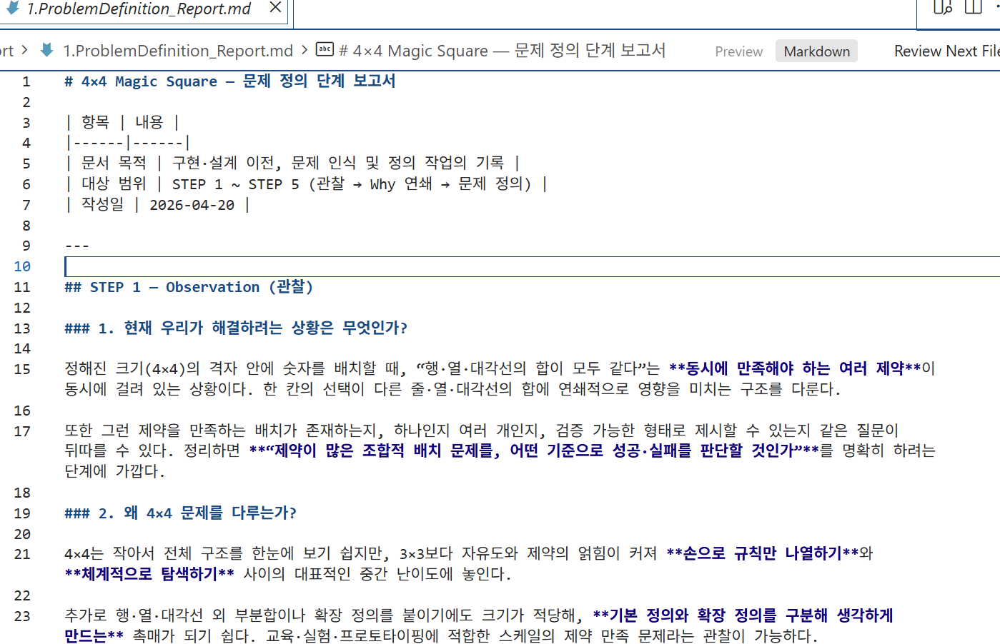 1.ProblemDefinition_Report.md
rt > 1.ProblemDefinition_Report.md > abc # 4×4 Magic Square — 문제 정의 단계 보고서 Preview Markdown Review Next File
1 # 4×4 Magic Square — 문제 정의 단계 보고서
2
3 | 항목 | 내용 |
4 |------|------|
5 | 문서 목적 | 구현·설계 이전, 문제 인식 및 정의 작업의 기록 |
6 | 대상 범위 | STEP 1 ~ STEP 5 (관찰 → Why 연쇄 → 문제 정의) |
7 | 작성일 | 2026-04-20 |
8
9 ---
10
11 ## STEP 1 — Observation (관찰)
12
13 ### 1. 현재 우리가 해결하려는 상황은 무엇인가?
14
15 정해진 크기(4×4)의 격자 안에 숫자를 배치할 때, “행·열·대각선의 합이 모두 같다”는 **동시에 만족해야 하는 여러 제약**이
동시에 걸려 있는 상황이다. 한 칸의 선택이 다른 줄·열·대각선의 합에 연쇄적으로 영향을 미치는 구조를 다룬다.
16
17 또한 그런 제약을 만족하는 배치가 존재하는지, 하나인지 여러 개인지, 검증 가능한 형태로 제시할 수 있는지 같은 질문이
뒤따를 수 있다. 정리하면 **“제약이 많은 조합적 배치 문제를, 어떤 기준으로 성공·실패를 판단할 것인가”**를 명확히 하려는
단계에 가깝다.
18
19 ### 2. 왜 4×4 문제를 다루는가?
20
21 4×4는 작아서 전체 구조를 한눈에 보기 쉽지만, 3×3보다 자유도와 제약의 얽힘이 커져 **손으로 규칙만 나열하기**와
**체계적으로 탐색하기** 사이의 대표적인 중간 난이도에 놓인다.
22
23 추가로 행·열·대각선 외 부분합이나 확장 정의를 붙이기에도 크기가 적당해, **기본 정의와 확장 정의를 구분해 생각하게
만드는** 촉매가 되기 쉽다. 교육·실험·프로토타이핑에 적합한 스케일의 제약 만족 문제라는 관찰이 가능하다.